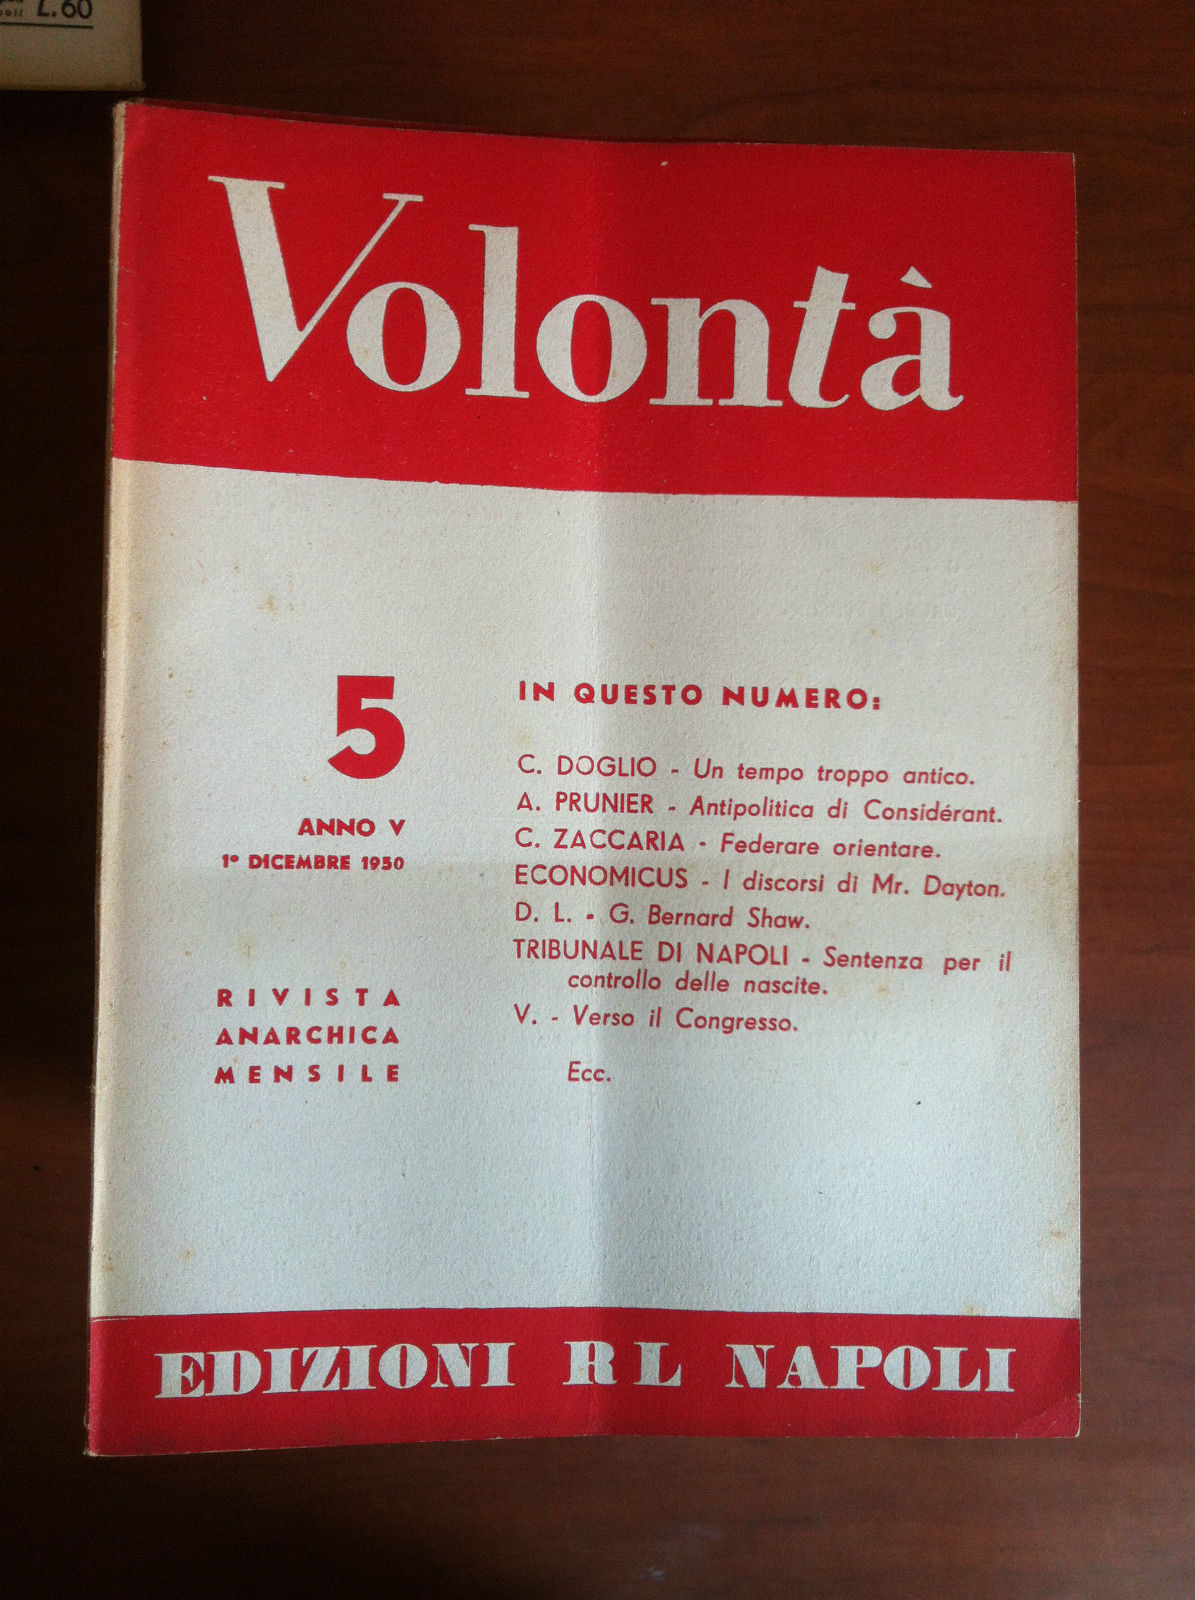 L.60
Volontà
5
ANNO V
1º DICEMBRE 1950
RIVISTA
ANARCHICA
MENSILE
IN QUESTO NUMERO:
C. DOGLIO - Un tempo troppo antico.
A. PRUNIER - Antipolitica di Considérant.
C. ZACCARIA - Federare orientare.
ECONOMICUS - I discorsi di Mr. Dayton.
D. L. - G. Bernard Shaw.
TRIBUNALE DI NAPOLI - Sentenza per il
controllo delle nascite.
V. - Verso il Congresso.
Ecc.
EDIZIONI RL NAPOLI